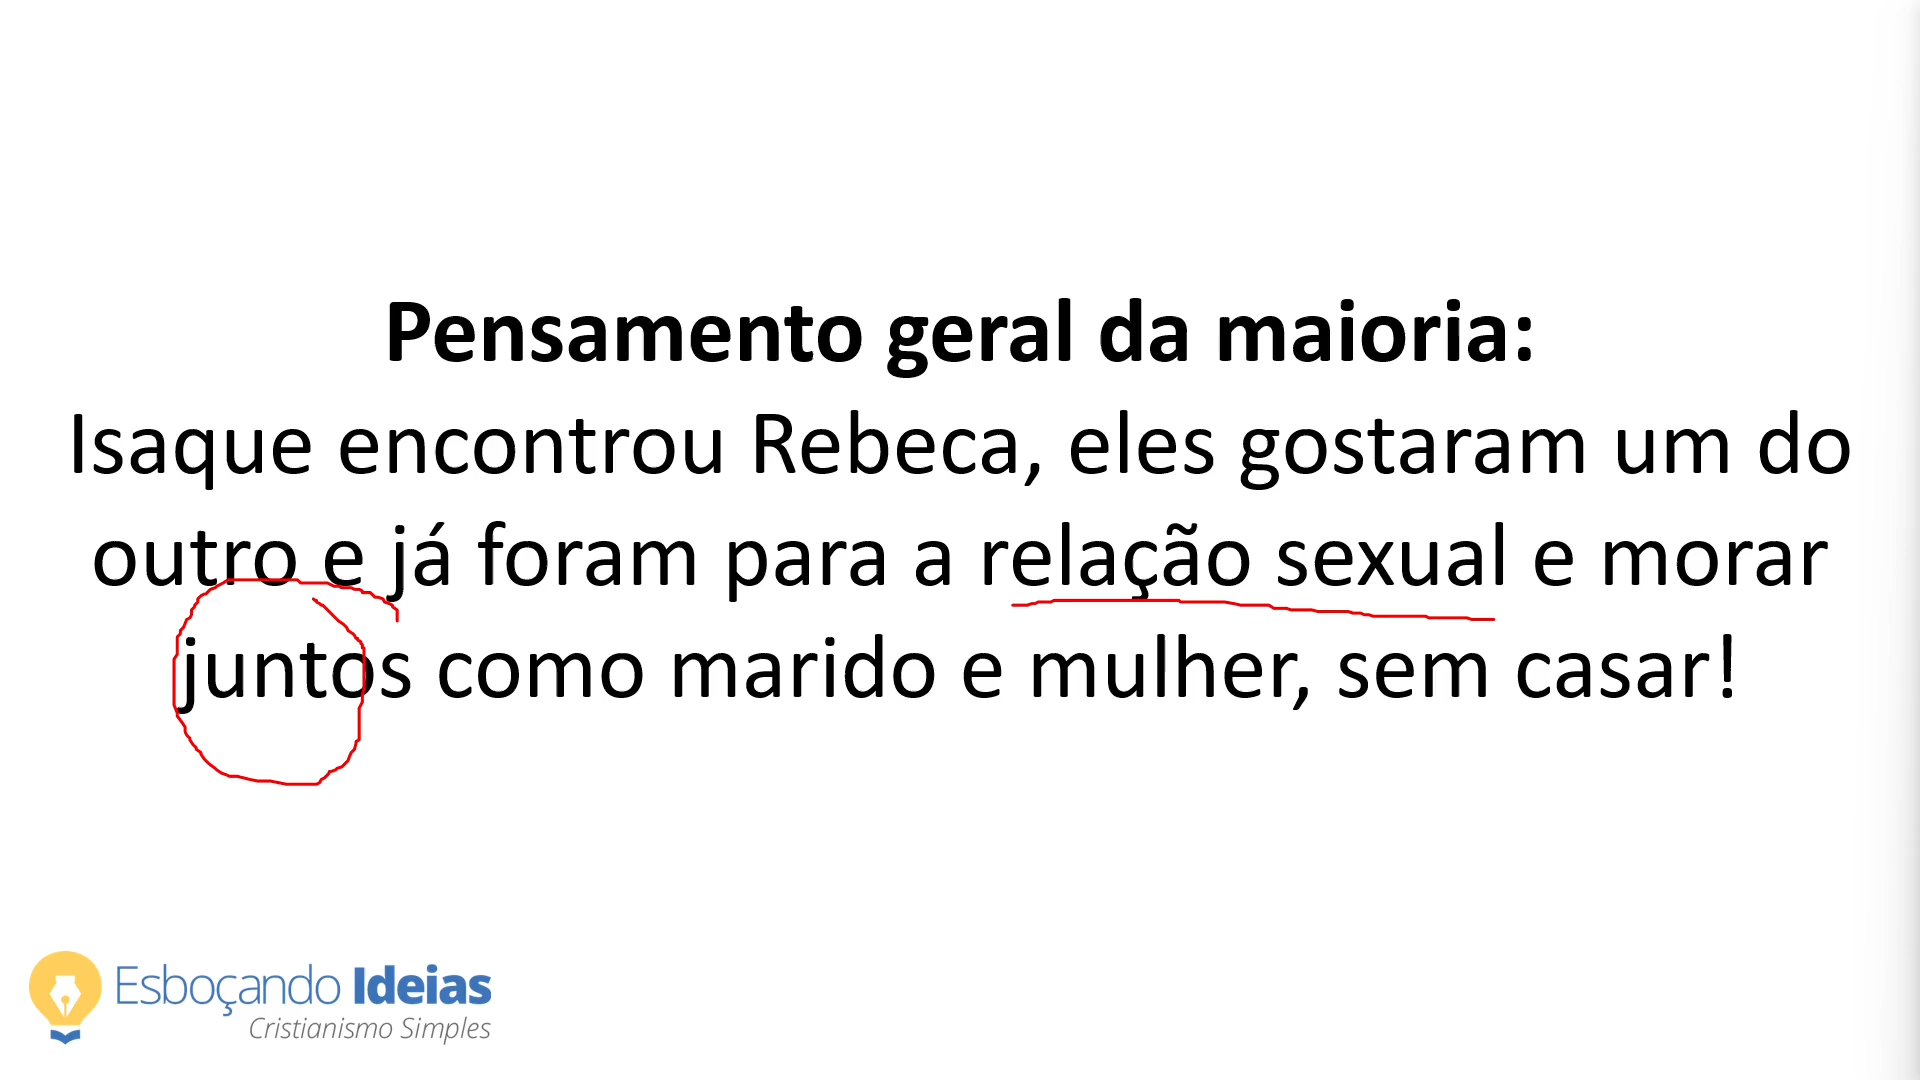 Pensamento geral da maioria:
Isaque encontrou Rebeca, eles gostaram um do
outro e já foram para a relação sexual e morar
juntos como marido e mulher, sem casar!
Esboçando Ideias
Cristianismo Simples